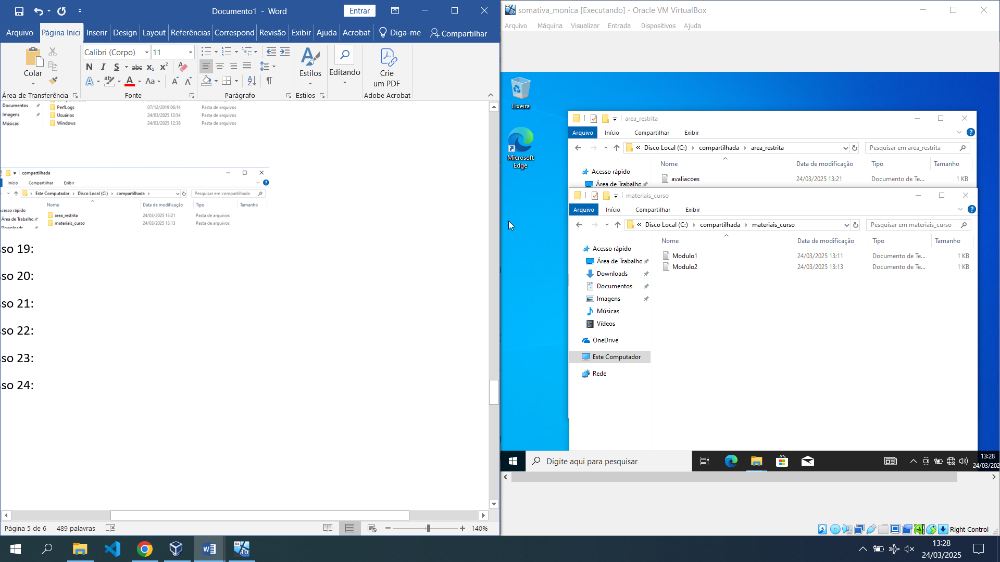 Documento1 - Word
Entrar
Arquivo
Página Inici
Inserir
Design
Layout
Referências
Correspond
Revisão
Exibir
Ajuda
Acrobat
Diga-me
Compartilhar
Colar
Calibri (Corpo)
11
N I S abc x₂ x²
A ab A Aa A A
Estilos
Editando
Crie
um PDF
Área de Transferência
Fonte
Parágrafo
Estilos
Adobe Acrobat
Documentos
Imagens
Músicas
PerfLogs 07/12/2019 06:14 Pasta de arquivos
Usuários 24/03/2025 12:54 Pasta de arquivos
Windows 24/03/2025 12:38 Pasta de arquivos
compartilhada
Início Compartilhar Exibir
Este Computador > Disco Local (C:) > compartilhada >
Pesquisar em compartilhada
Nome Data de modificação Tipo Tamanho
cesso rápido
Área de Trabalho
Downloads
area_restrita 24/03/2025 13:21 Pasta de arquivos
materiais_curso 24/03/2025 13:13 Pasta de arquivos
so 19:
so 20:
so 21:
so 22:
so 23:
so 24:
Página 5 de 6 489 palavras
140%
somativa_monica [Executando] - Oracle VM VirtualBox
Arquivo Máquina Visualizar Entrada Dispositivos Ajuda
Lixeira
Microsoft
Edge
area_restrita
Arquivo Início Compartilhar Exibir
« Disco Local (C:) > compartilhada > area_restrita
Pesquisar em area_restrita
Nome Data de modificação Tipo Tamanho
Acesso rápido
Área de Trabalho
avaliacoes 24/03/2025 13:21 Documento de Te... 1 KB
materiais_curso
Arquivo Início Compartilhar Exibir
« Disco Local (C:) > compartilhada > materiais_curso
Pesquisar em materiais_curso
Nome Data de modificação Tipo Tamanho
Acesso rápido
Área de Trabalho
Downloads
Documentos
Imagens
Músicas
Vídeos
OneDrive
Este Computador
Rede
Modulo1 24/03/2025 13:11 Documento de Te... 1 KB
Modulo2 24/03/2025 13:13 Documento de Te... 1 KB
Digite aqui para pesquisar
13:28
24/03/202
Right Control
64
10
13:28
24/03/2025